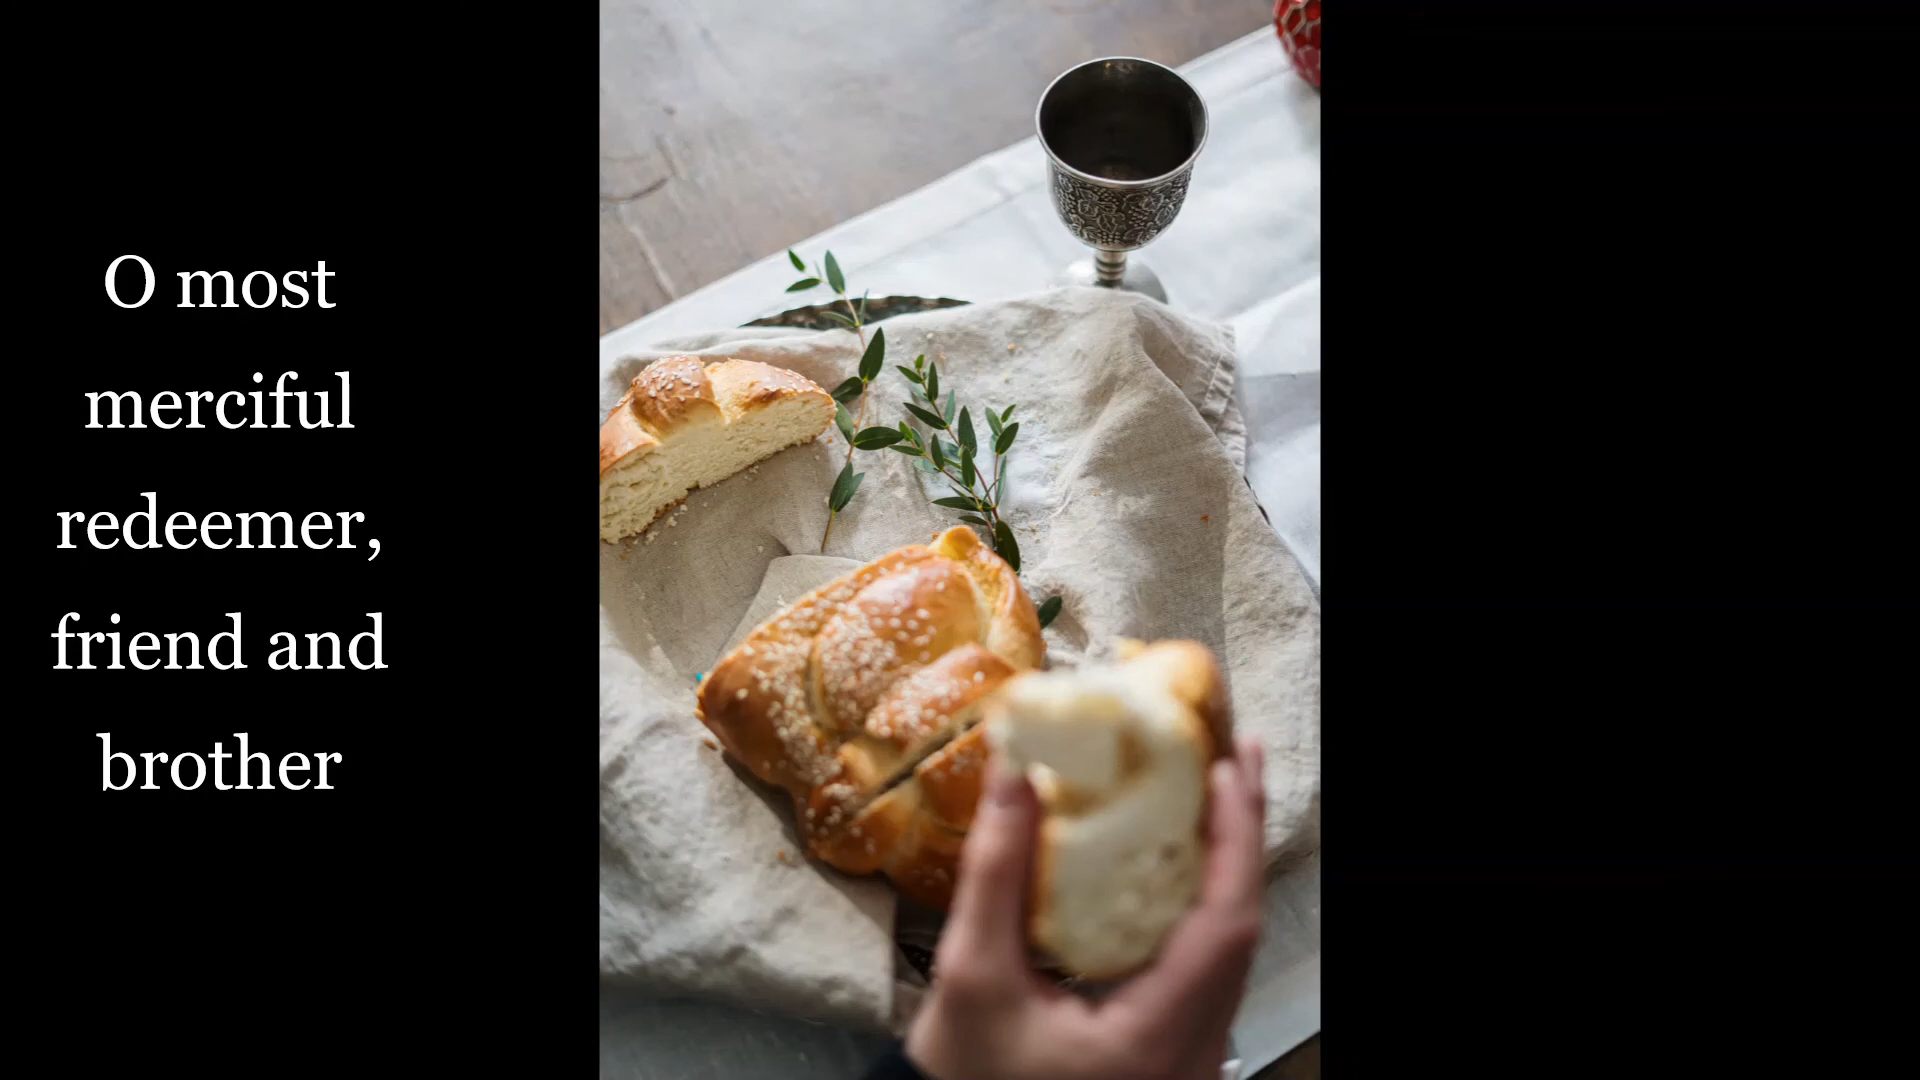 O most
merciful
redeemer,
friend and
brother